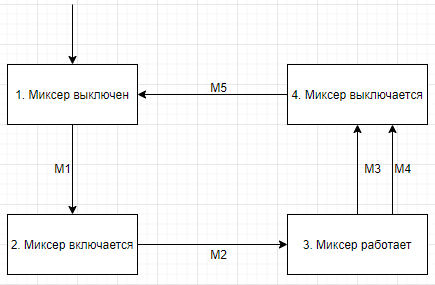 1. Миксер выключен
M5
4. Миксер выключается
M1
M3
M4
2. Миксер включается
M2
3. Миксер работает